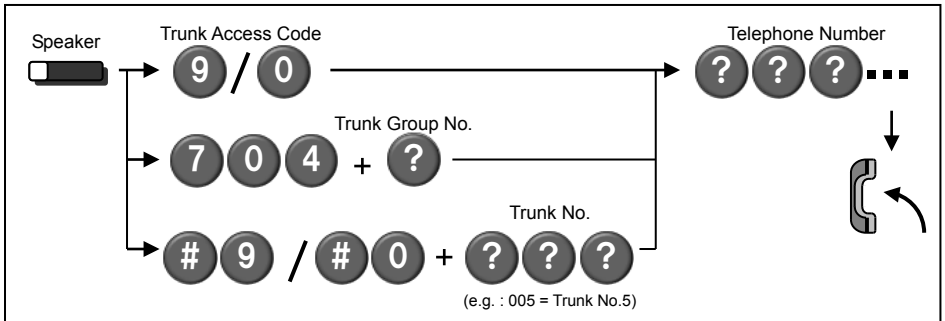 Speaker
Trunk Access Code
9 / 0
Telephone Number
? ? ?
Trunk Group No.
7 0 4 + ?
Trunk No.
# 9 / # 0 + ? ? ?
(e.g. : 005 = Trunk No.5)